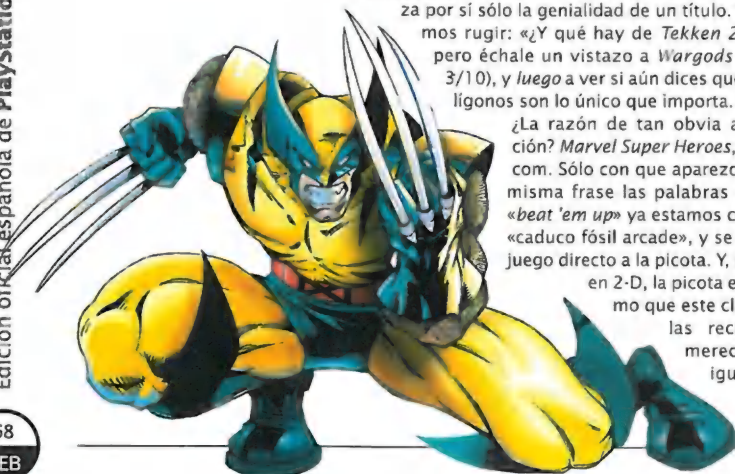 za por sí sólo la genialidad de un título.
mos rugir: «¿Y qué hay de Tekken 2
pero échale un vistazo a Wargods
3/10), y luego a ver si aún dices que
lígonos son lo único que importa.
¿La razón de tan obvia a
ción? Marvel Super Heroes,
com. Sólo con que aparezc
misma frase las palabras
«beat 'em up» ya estamos c
«caduco fósil arcade», y se
juego directo a la picota. Y,
en 2-D, la picota e
mo que este cl
las rec
mered
igu
Edición oficial española de PlayStatio
68
EB